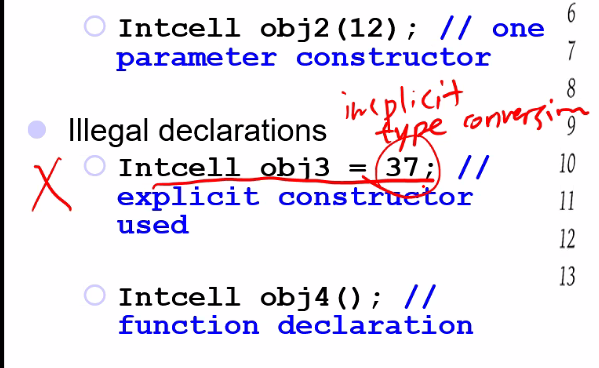 Intcell obj2(12); // one
parameter constructor
Illegal declarations
implicit
type conversion
Intcell obj3 = 37; //
explicit constructor
used
Intcell obj4(); //
function declaration
6
7
8
9
10
11
12
13